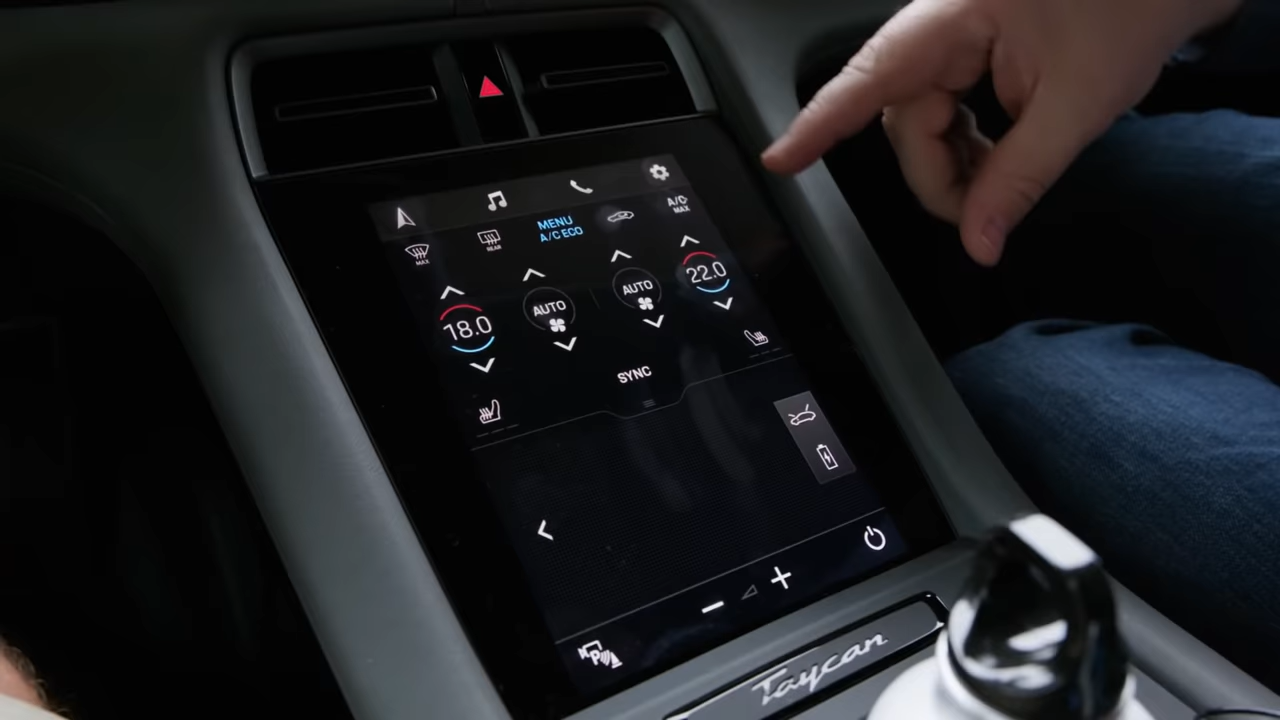 MAX
REAR
MENU
A/C ECO
A/C
MAX
18.0
AUTO
AUTO
22.0
SYNC
P
Taycan